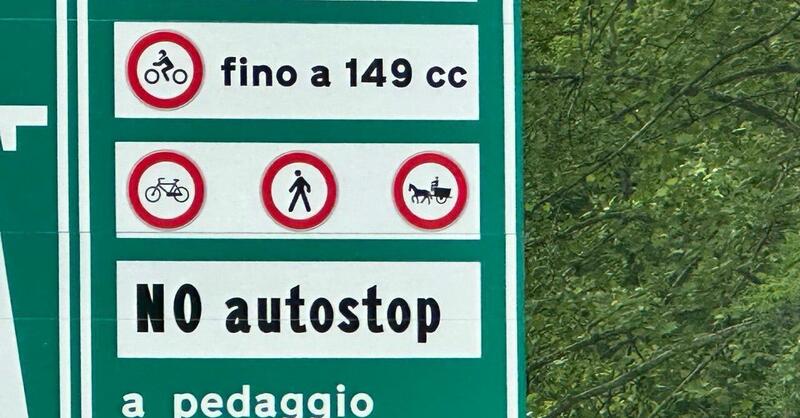 fino a 149 cc
NO autostop
a pedaggio